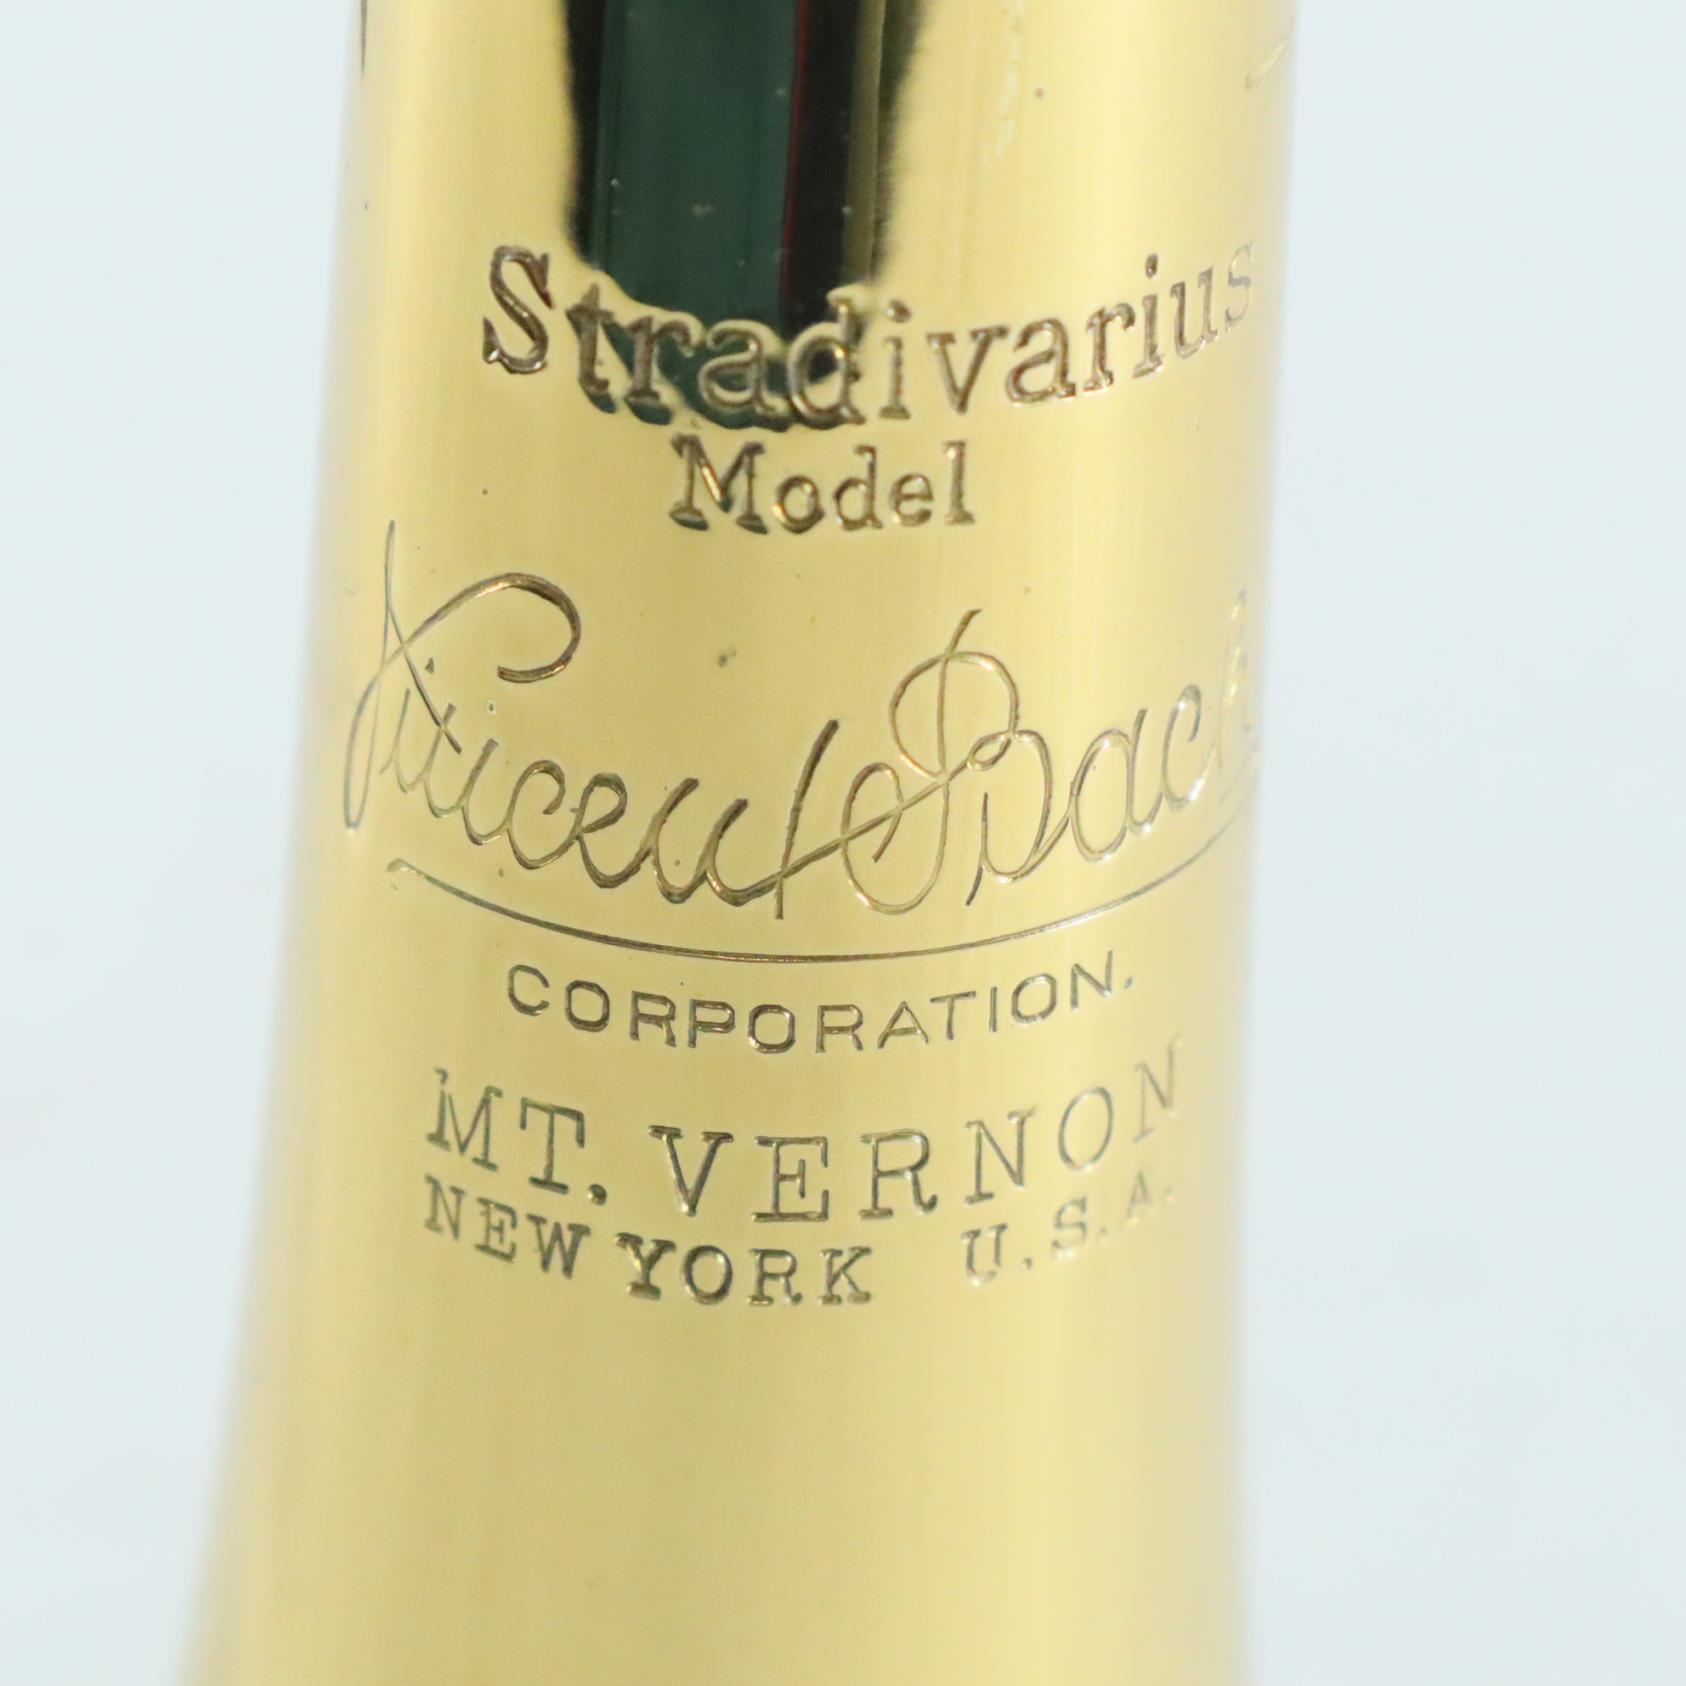 Stradivarius
Model
Vincent Bach
CORPORATION.
MT. VERNON
NEW YORK U.S.A.